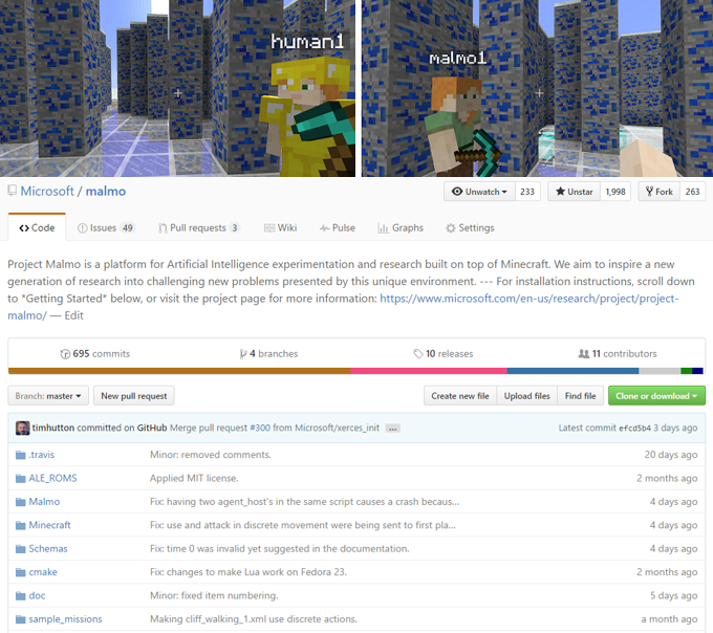 human1
malmo1
Microsoft / malmo
Unwatch 233 Unstar 1,998 Fork 263
Code Issues 49 Pull requests 3 Wiki Pulse Graphs Settings
Project Malmo is a platform for Artificial Intelligence experimentation and research built on top of Minecraft. We aim to inspire a new
generation of research into challenging new problems presented by this unique environment. --- For installation instructions, scroll down
to *Getting Started* below, or visit the project page for more information: https://www.microsoft.com/en-us/research/project/project-
malmo/ — Edit
695 commits 4 branches 10 releases 11 contributors
Branch: master New pull request Create new file Upload files Find file Clone or download
timhutton committed on GitHub Merge pull request #300 from Microsoft/xerces_init ... Latest commit efcd5b4 3 days ago
.travis Minor: removed comments. 20 days ago
ALE_ROMS Applied MIT license. 2 months ago
Malmo Fix: having two agent_host's in the same script causes a crash becaus... 4 days ago
Minecraft Fix: use and attack in discrete movement were being sent to first pla... 4 days ago
Schemas Fix: time 0 was invalid yet suggested in the documentation. 4 days ago
cmake Fix: changes to make Lua work on Fedora 23. 2 months ago
doc Minor: fixed item numbering. 5 days ago
sample_missions Making cliff_walking_1.xml use discrete actions. a month ago